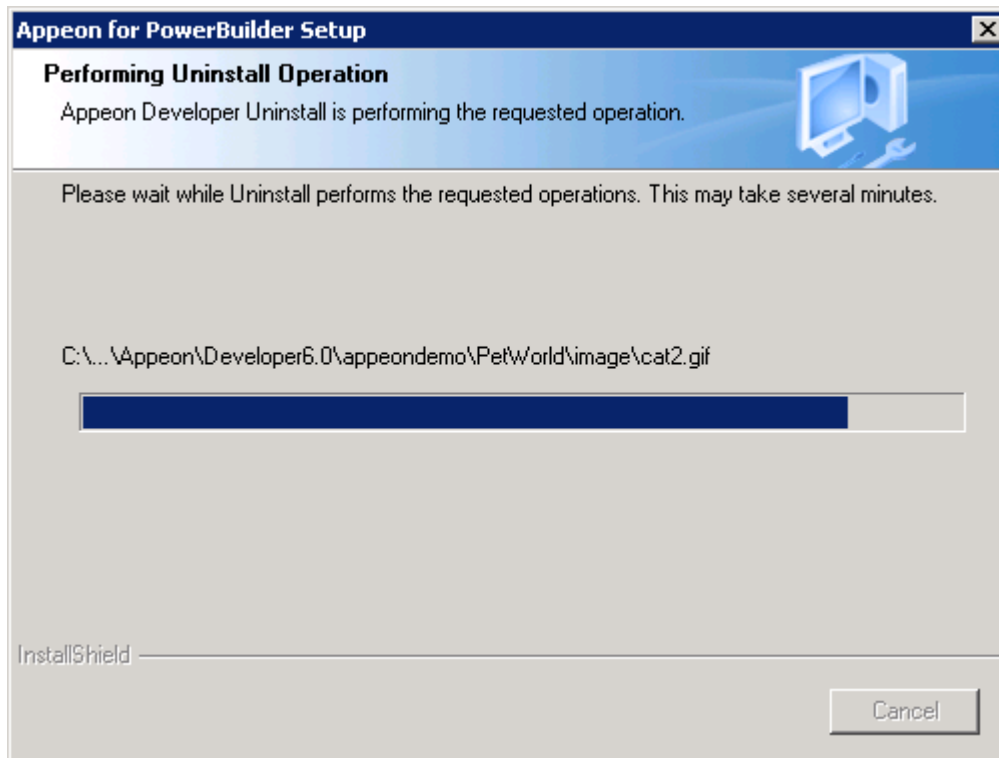 Appeon for PowerBuilder Setup
Performing Uninstall Operation
Appeon Developer Uninstall is performing the requested operation.
Please wait while Uninstall performs the requested operations. This may take several minutes.
C:\...\Appeon\Developer6.0\appeondemo\PetWorld\image\cat2.gif
InstallShield
Cancel